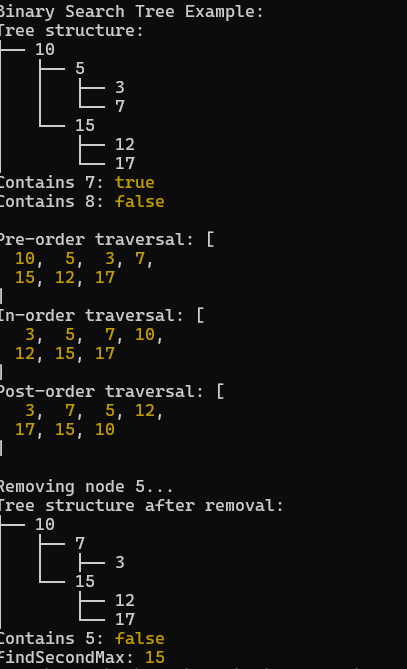 Binary Search Tree Example:
Tree structure:
├── 10
│   ├── 5
│   │   ├── 3
│   │   └── 7
│   └── 15
│       ├── 12
│       └── 17
Contains 7: true
Contains 8: false
Pre-order traversal: [
  10,  5,  3, 7,
  15, 12, 17
]
In-order traversal: [
   3,  5,  7, 10,
  12, 15, 17
]
Post-order traversal: [
   3,  7,  5, 12,
  17, 15, 10
]
Removing node 5...
Tree structure after removal:
├── 10
│   ├── 7
│   │   ├── 3
│   └── 15
│       ├── 12
│       └── 17
Contains 5: false
findSecondMax: 15